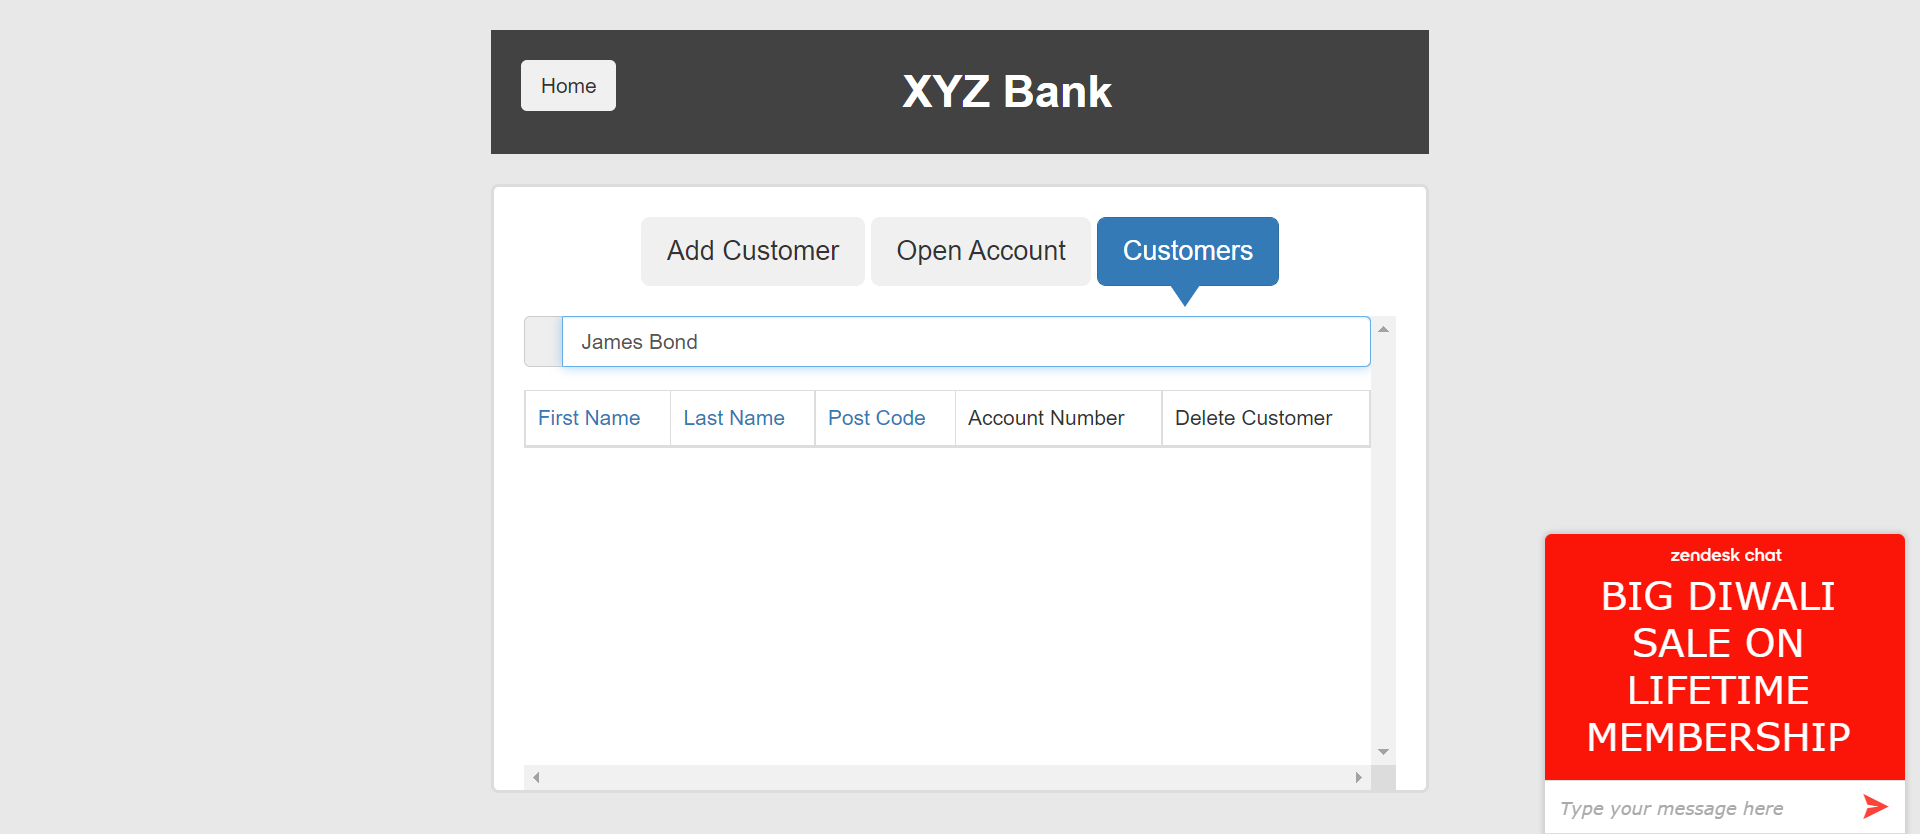 Home
XYZ Bank
Add Customer
Open Account
Customers
James Bond
First Name
Last Name
Post Code
Account Number
Delete Customer
zendesk chat
BIG DIWALI
SALE ON
LIFETIME
MEMBERSHIP
Type your message here